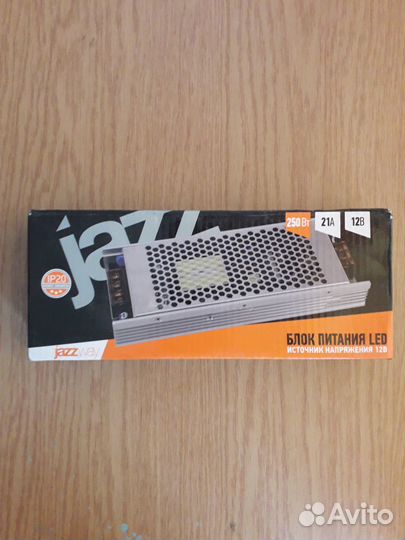 jazz
250 Вт 21А 12В
IP20
jazzway
БЛОК ПИТАНИЯ LED
ИСТОЧНИК НАПРЯЖЕНИЯ 12В
Avito